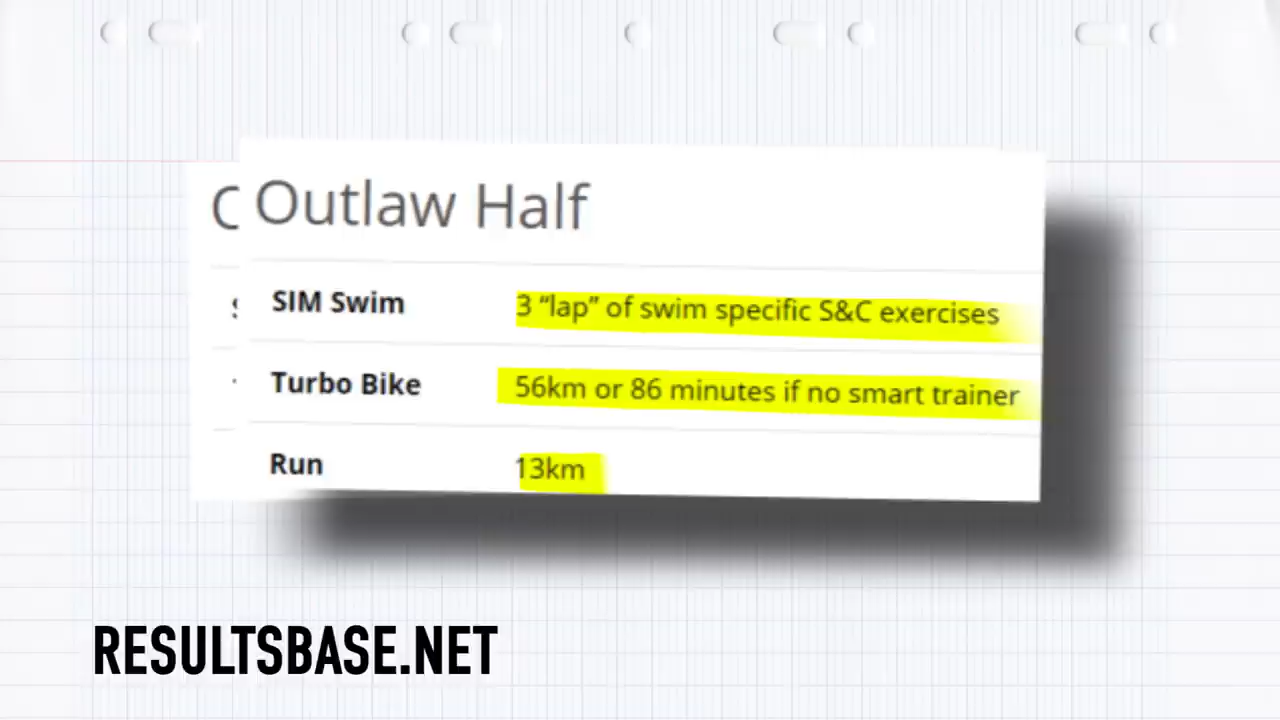 Outlaw Half
SIM Swim 3 “lap” of swim specific S&C exercises
Turbo Bike 56km or 86 minutes if no smart trainer
Run 13km
RESULTSBASE.NET